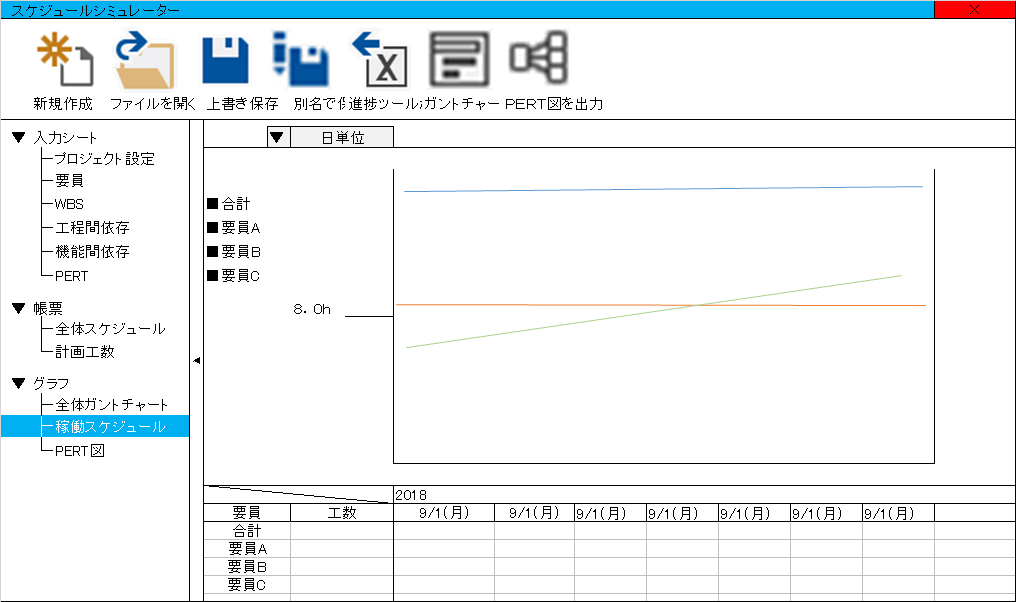 スケジュールシミュレーター
新規作成 ファイルを開く 上書き保存 別名で保 進捗ツール ガントチャー PERT図を出力
入力シート
プロジェクト設定
要員
WBS
工程間依存
機能間依存
PERT
帳票
全体スケジュール
計画工数
グラフ
全体ガントチャート
稼働スケジュール
PERT図
▼ 日単位
■合計
■要員A
■要員B
■要員C
8.0h
2018
要員 工数 9/1(月) 9/1(月) 9/1(月) 9/1(月) 9/1(月) 9/1(月) 9/1(月)
合計
要員A
要員B
要員C